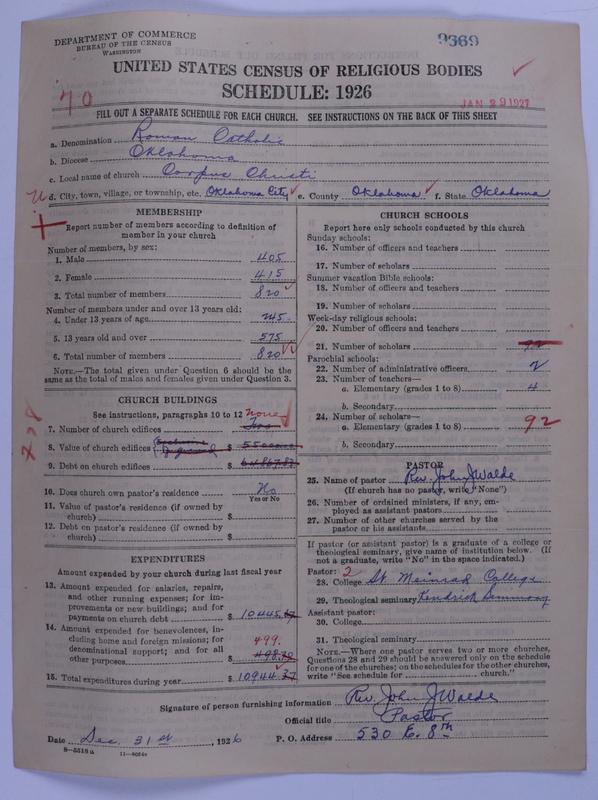 DEPARTMENT OF COMMERCE
BUREAU OF THE CENSUS
WASHINGTON
9569
UNITED STATES CENSUS OF RELIGIOUS BODIES
SCHEDULE: 1926
70
JAN 29 1927
FILL OUT A SEPARATE SCHEDULE FOR EACH CHURCH. SEE INSTRUCTIONS ON THE BACK OF THIS SHEET
a. Denomination Roman Catholic
b. Diocese Oklahoma
c. Local name of church Corpus Christi
d. City, town, village, or township, etc. Oklahoma City e. County Oklahoma f. State Oklahoma
MEMBERSHIP
Report number of members according to definition of
member in your church
Number of members, by sex:
1. Male 405
2. Female 415
3. Total number of members 820
Number of members under and over 13 years old:
4. Under 13 years of age 245
5. 13 years old and over 575
6. Total number of members 820
NOTE.—The total given under Question 6 should be the
same as the total of males and females given under Question 3.
CHURCH BUILDINGS
See instructions, paragraphs 10 to 12 none
7. Number of church edifices
8. Value of church edifices $
9. Debt on church edifices $
10. Does church own pastor's residence No
Yes or No
11. Value of pastor's residence (if owned by
church) $
12. Debt on pastor's residence (if owned by
church) $
EXPENDITURES
Amount expended by your church during last fiscal year
13. Amount expended for salaries, repairs,
and other running expenses; for im-
provements or new buildings; and for
payments on church debt $ 10445
14. Amount expended for benevolences, in-
cluding home and foreign missions; for
denominational support; and for all
other purposes 499.
$ 498.20
15. Total expenditures during year $ 10944
CHURCH SCHOOLS
Report here only schools conducted by this church
Sunday schools:
16. Number of officers and teachers
17. Number of scholars
Summer vacation Bible schools:
18. Number of officers and teachers
19. Number of scholars
Week-day religious schools:
20. Number of officers and teachers
21. Number of scholars 92
Parochial schools:
22. Number of administrative officers 2
23. Number of teachers—
a. Elementary (grades 1 to 8) 4
b. Secondary
24. Number of scholars—
a. Elementary (grades 1 to 8) 92
b. Secondary
PASTOR
25. Name of pastor Rev. John J Walde
(If church has no pastor, write "None")
26. Number of ordained ministers, if any, em-
ployed as assistant pastors
27. Number of other churches served by the
pastor or his assistants
If pastor (or assistant pastor) is a graduate of a college or
theological seminary, give name of institution below. (If
not a graduate, write "No" in the space indicated.)
Pastor: 2
28. College St Meinrad College
29. Theological seminary Kendrick Seminary
Assistant pastor:
30. College
31. Theological seminary
NOTE.—Where one pastor serves two or more churches,
Questions 28 and 29 should be answered only on the schedule
for one of the churches; on the schedules for the other churches,
write "See schedule for church."
Signature of person furnishing information Rev. John J Walde
Official title Pastor
Date Dec. 31st, 1926 P. O. Address 530 E. 8th
8—5518a 11—8054a